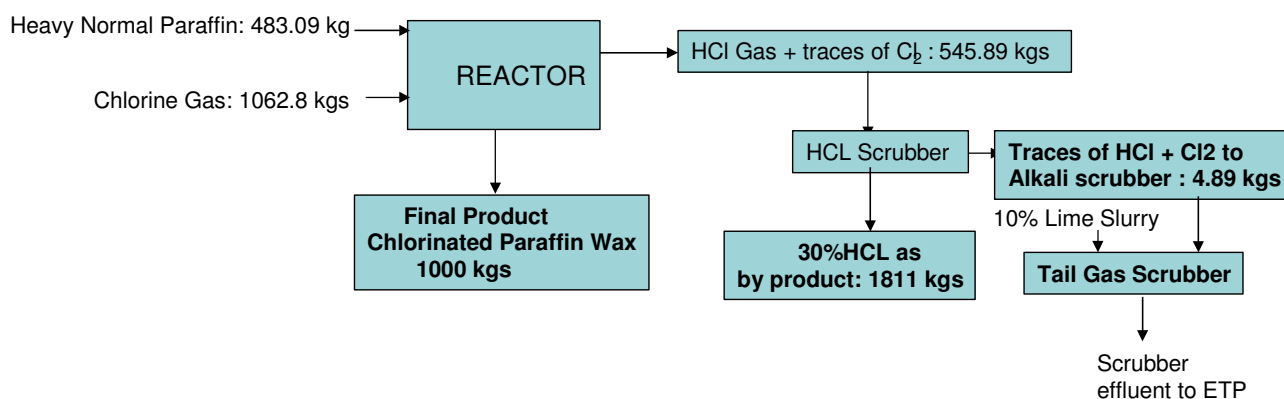 Heavy Normal Paraffin: 483.09 kg
Chlorine Gas: 1062.8 kgs
REACTOR
HCl Gas + traces of Cl2 : 545.89 kgs
HCL Scrubber
Traces of HCl + Cl2 to
Alkali scrubber : 4.89 kgs
Final Product
Chlorinated Paraffin Wax
1000 kgs
30%HCL as
by product: 1811 kgs
10% Lime Slurry
Tail Gas Scrubber
Scrubber
effluent to ETP